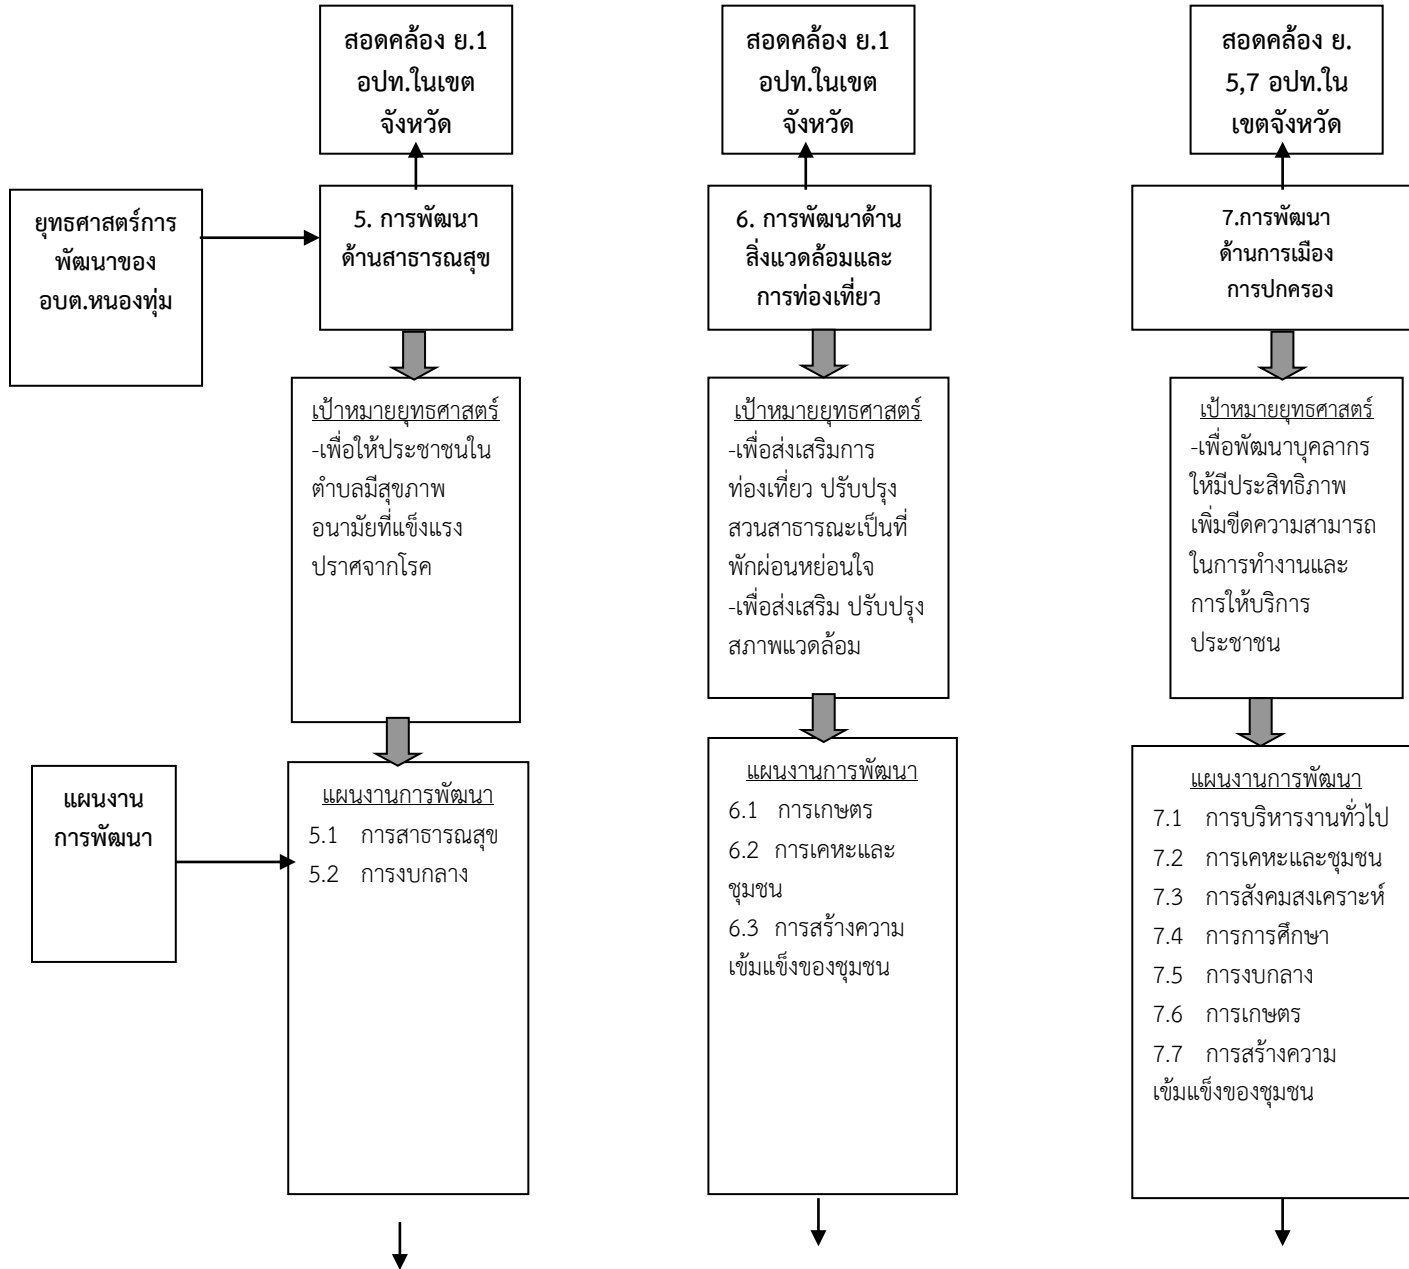 สอดคล้อง ย.1
อปท.ในเขต
จังหวัด
สอดคล้อง ย.1
อปท.ในเขต
จังหวัด
สอดคล้อง ย.
5,7 อปท.ใน
เขตจังหวัด
ยุทธศาสตร์การ
พัฒนาของ
อบต.หนองทุ่ม
5. การพัฒนา
ด้านสาธารณสุข
6. การพัฒนาด้าน
สิ่งแวดล้อมและ
การท่องเที่ยว
7.การพัฒนา
ด้านการเมือง
การปกครอง
เป้าหมายยุทธศาสตร์
-เพื่อให้ประชาชนใน
ตำบลมีสุขภาพ
อนามัยที่แข็งแรง
ปราศจากโรค
เป้าหมายยุทธศาสตร์
-เพื่อส่งเสริมการ
ท่องเที่ยว ปรับปรุง
สวนสาธารณะเป็นที่
พักผ่อนหย่อนใจ
-เพื่อส่งเสริม ปรับปรุง
สภาพแวดล้อม
เป้าหมายยุทธศาสตร์
-เพื่อพัฒนาบุคลากร
ให้มีประสิทธิภาพ
เพิ่มขีดความสามารถ
ในการทำงานและ
การให้บริการ
ประชาชน
แผนงาน
การพัฒนา
แผนงานการพัฒนา
5.1 การสาธารณสุข
5.2 การงบกลาง
แผนงานการพัฒนา
6.1 การเกษตร
6.2 การเคหะและ
ชุมชน
6.3 การสร้างความ
เข้มแข็งของชุมชน
แผนงานการพัฒนา
7.1 การบริหารงานทั่วไป
7.2 การเคหะและชุมชน
7.3 การสังคมสงเคราะห์
7.4 การการศึกษา
7.5 การงบกลาง
7.6 การเกษตร
7.7 การสร้างความ
เข้มแข็งของชุมชน